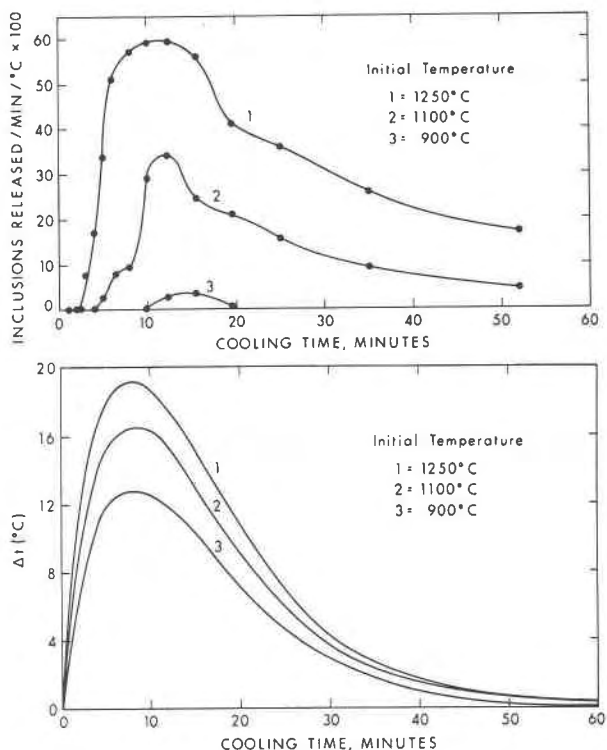 INCLUSIONS RELEASED/MIN/°C × 100
60
50
40
30
20
10
0
Initial Temperature
1 = 1250°C
2 = 1100°C
3 = 900°C
1
2
3
0 10 20 30 40 50 60
COOLING TIME, MINUTES
Δt (°C)
20
16
12
8
4
0
Initial Temperature
1 = 1250°C
2 = 1100°C
3 = 900°C
1
2
3
0 10 20 30 40 50 60
COOLING TIME, MINUTES